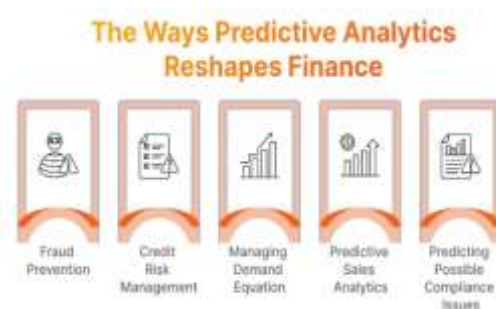 The Ways Predictive Analytics
Reshapes Finance
Fraud
Prevention
Credit
Risk
Management
Managing
Demand
Equation
Predictive
Sales
Analytics
Predicting
Possible
Compliance
Issues